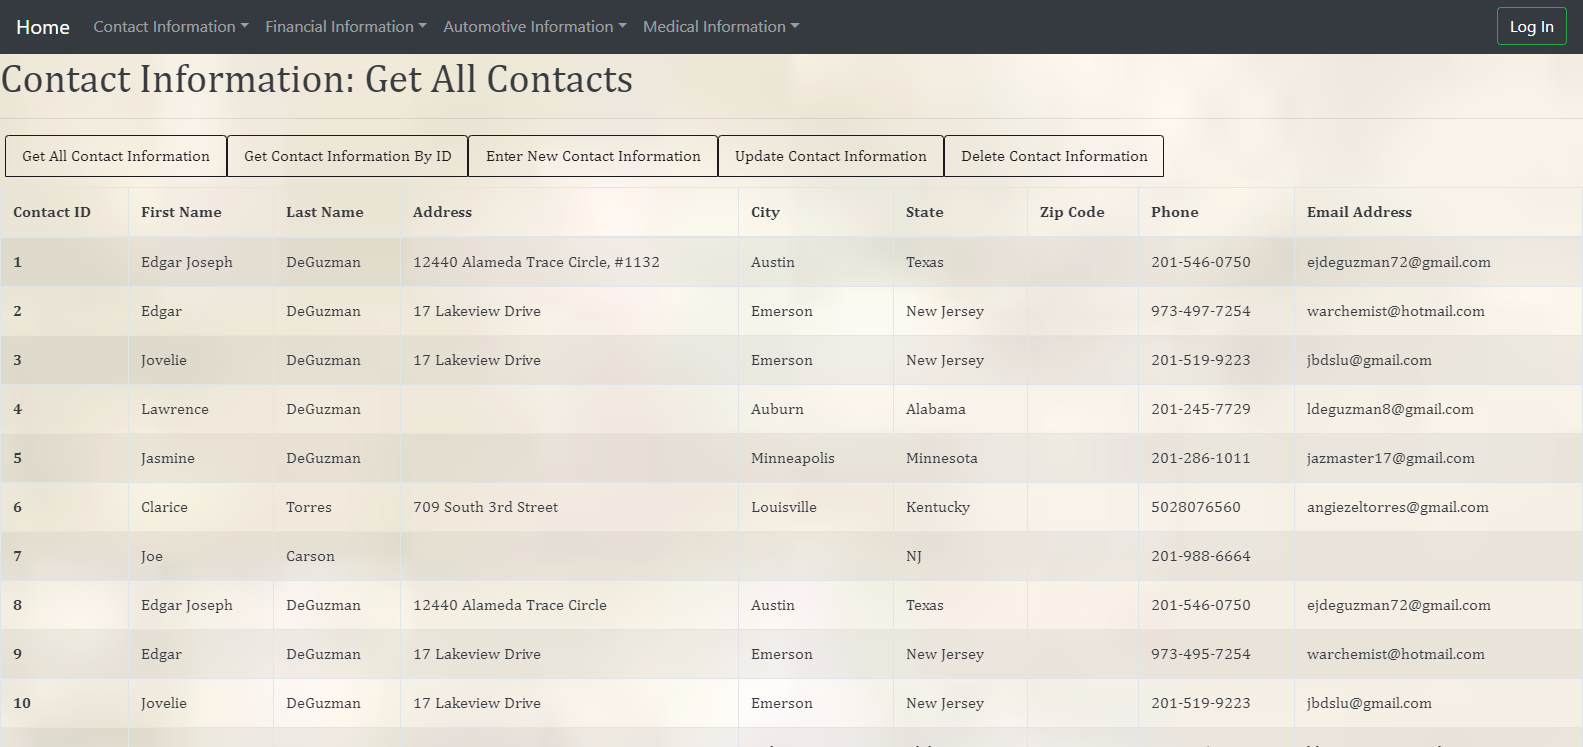 Home Contact Information Financial Information Automotive Information Medical Information Log In
Contact Information: Get All Contacts
Get All Contact Information Get Contact Information By ID Enter New Contact Information Update Contact Information Delete Contact Information
Contact ID First Name Last Name Address City State Zip Code Phone Email Address
1 Edgar Joseph DeGuzman 12440 Alameda Trace Circle, #1132 Austin Texas 201-546-0750 ejdeguzman72@gmail.com
2 Edgar DeGuzman 17 Lakeview Drive Emerson New Jersey 973-497-7254 warchemist@hotmail.com
3 Jovelie DeGuzman 17 Lakeview Drive Emerson New Jersey 201-519-9223 jbdslu@gmail.com
4 Lawrence DeGuzman Auburn Alabama 201-245-7729 ldeguzman8@gmail.com
5 Jasmine DeGuzman Minneapolis Minnesota 201-286-1011 jazmaster17@gmail.com
6 Clarice Torres 709 South 3rd Street Louisville Kentucky 5028076560 angiezeltorres@gmail.com
7 Joe Carson NJ 201-988-6664
8 Edgar Joseph DeGuzman 12440 Alameda Trace Circle Austin Texas 201-546-0750 ejdeguzman72@gmail.com
9 Edgar DeGuzman 17 Lakeview Drive Emerson New Jersey 973-495-7254 warchemist@hotmail.com
10 Jovelie DeGuzman 17 Lakeview Drive Emerson New Jersey 201-519-9223 jbdslu@gmail.com